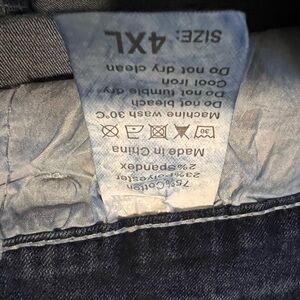 75%Cotton
23%Polyester
2%Spandex
Made in China
30
Machine wash 30°C
Do not bleach
Do not tumble dry
Cool iron
Do not dry clean
SIZE: 4XL